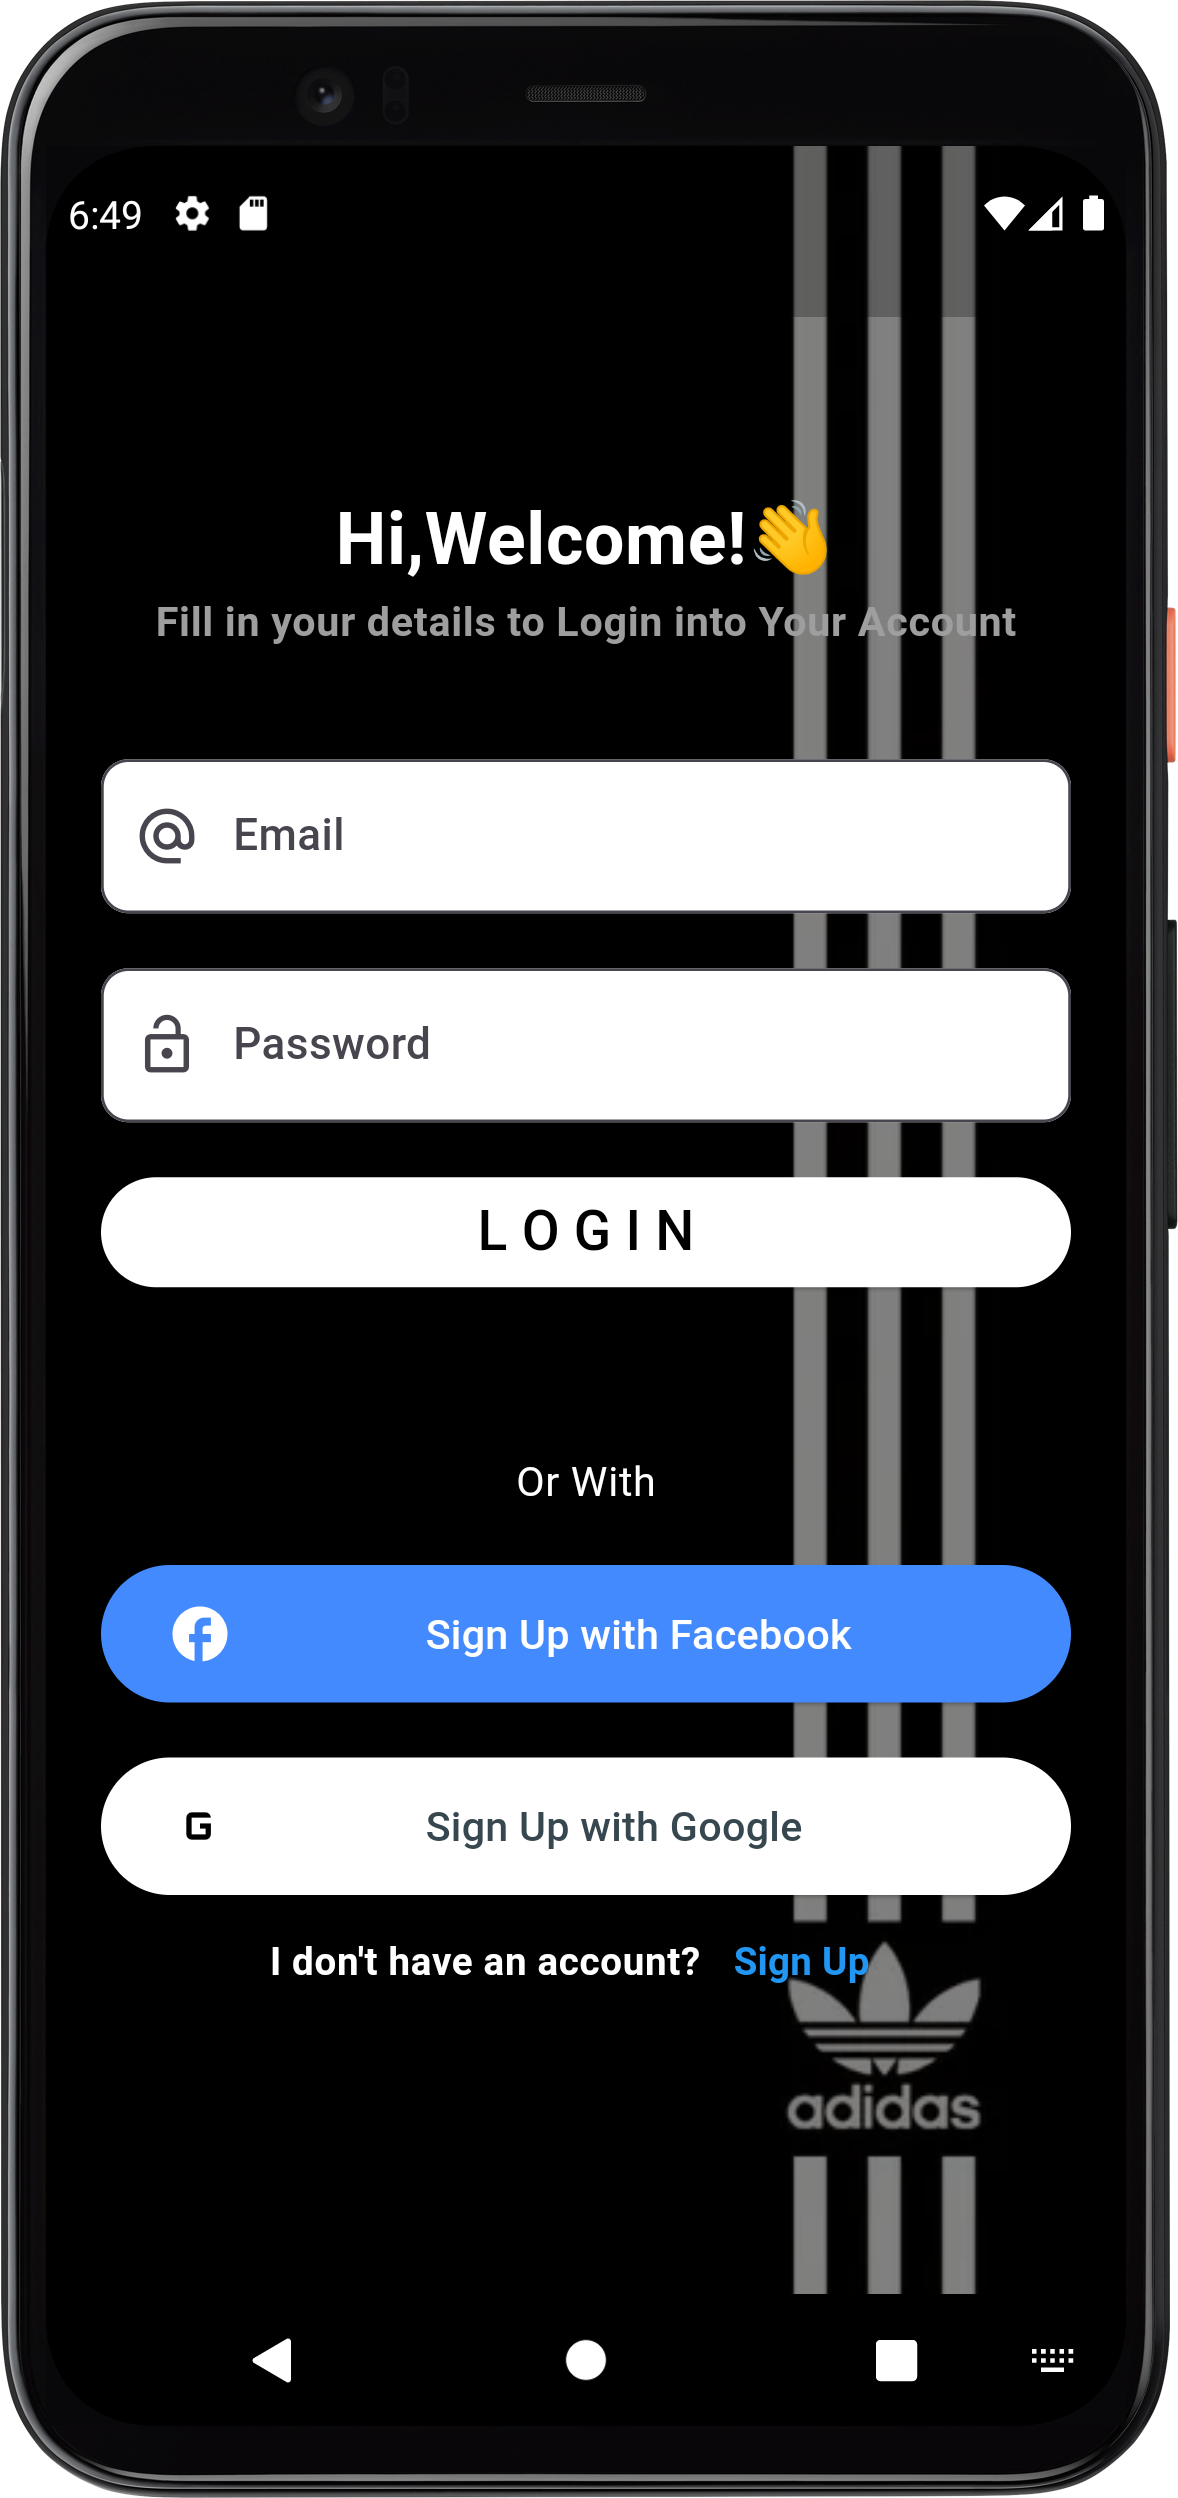 6:49
Hi,Welcome!👋
Fill in your details to Login into Your Account
Email
Password
LOGIN
Or With
Sign Up with Facebook
G Sign Up with Google
I don't have an account? Sign Up
adidas